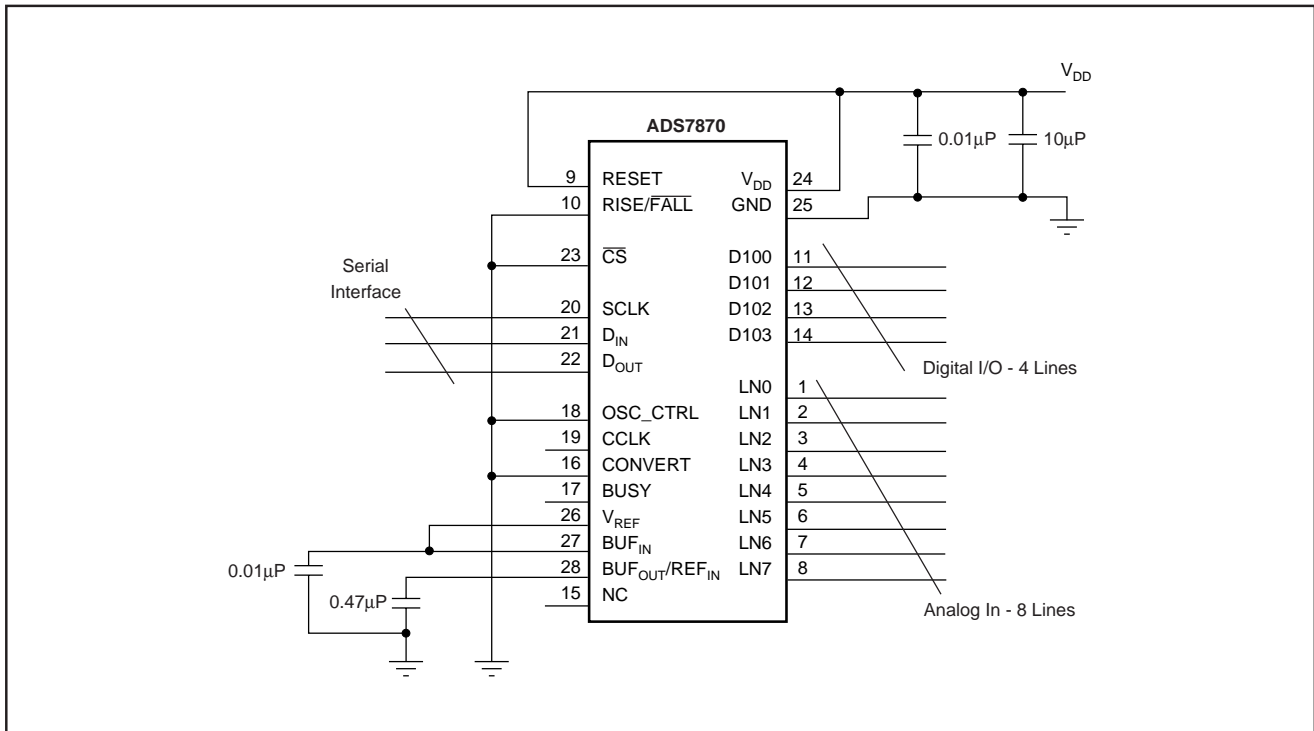 V_DD
ADS7870
0.01µP
10µP
9 RESET
10 RISE/F̅A̅L̅L̅
23 C̅S̅
20 SCLK
21 D_IN
22 D_OUT
18 OSC_CTRL
19 CCLK
16 CONVERT
17 BUSY
26 V_REF
27 BUF_IN
28 BUF_OUT/REF_IN
15 NC
V_DD 24
GND 25
D100 11
D101 12
D102 13
D103 14
LN0 1
LN1 2
LN2 3
LN3 4
LN4 5
LN5 6
LN6 7
LN7 8
Serial
Interface
Digital I/O - 4 Lines
Analog In - 8 Lines
0.01µP
0.47µP